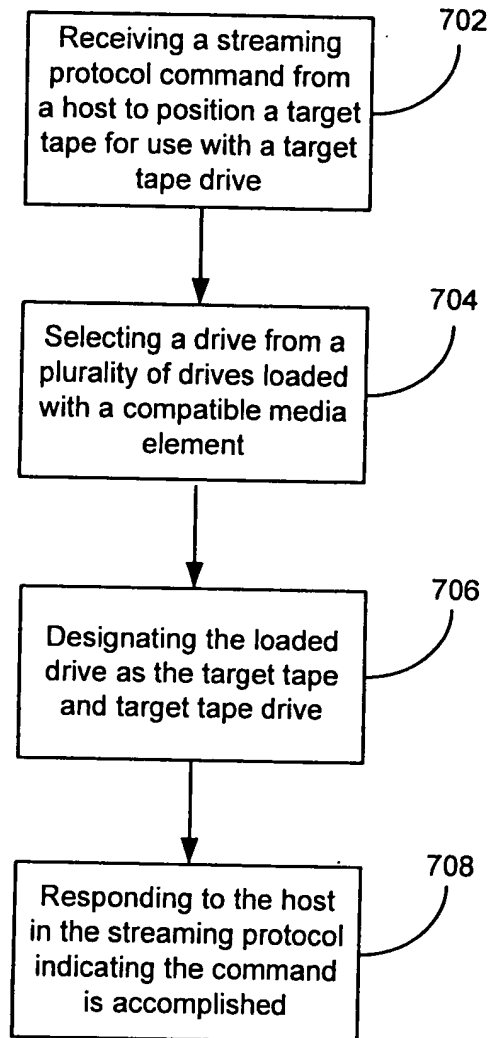 702
Receiving a streaming
protocol command from
a host to position a target
tape for use with a target
tape drive
704
Selecting a drive from a
plurality of drives loaded
with a compatible media
element
706
Designating the loaded
drive as the target tape
and target tape drive
708
Responding to the host
in the streaming protocol
indicating the command
is accomplished